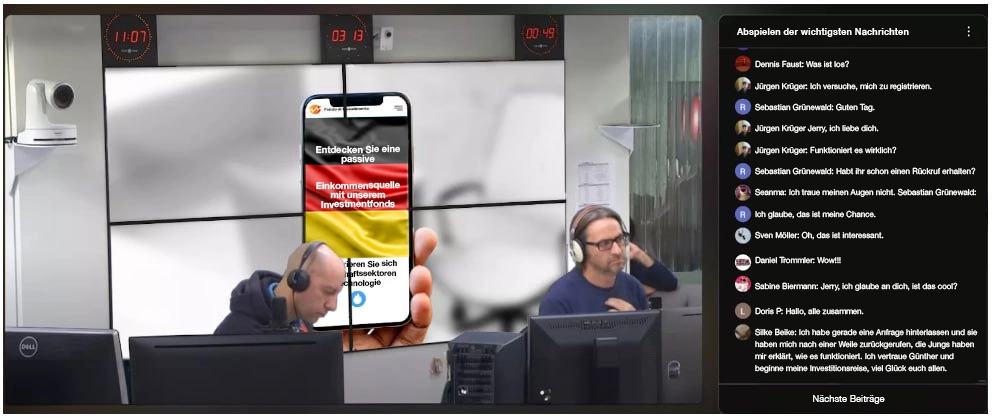 11:07
03 13
00:49
Entdecken Sie eine
passive
Einkommensquelle
mit unserem
Investmentfonds
rieren Sie sich
aftssektoren
chnologie
DELL
Abspielen der wichtigsten Nachrichten
Dennis Faust: Was ist los?
Jürgen Krüger: Ich versuche, mich zu registrieren.
R
Sebastian Grünewald: Guten Tag.
Jürgen Krüger Jerry, ich liebe dich.
Jürgen Krüger: Funktioniert es wirklich?
R
Sebastian Grünewald: Habt ihr schon einen Rückruf erhalten?
Seanma: Ich traue meinen Augen nicht. Sebastian Grünewald:
R
Ich glaube, das ist meine Chance.
Sven Möller: Oh, das ist interessant.
Daniel Trommler: Wow!!!
Sabine Biermann: Jerry, ich glaube an dich, ist das cool?
L
Doris P: Hallo, alle zusammen.
Silke Beike: Ich habe gerade eine Anfrage hinterlassen und sie
haben mich nach einer Weile zurückgerufen, die Jungs haben
mir erklärt, wie es funktioniert. Ich vertraue Günther und
beginne meine Investitionsreise, viel Glück euch allen.
Nächste Beiträge